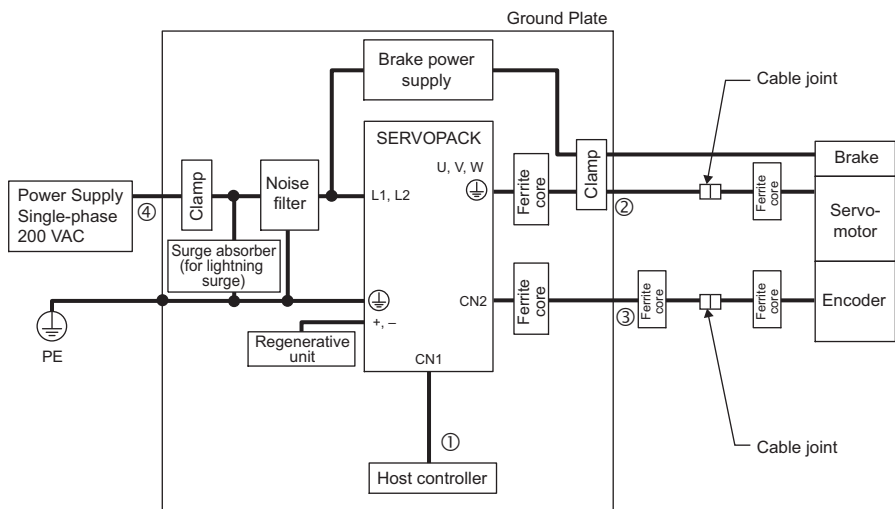 Ground Plate
Brake power
supply
Cable joint
SERVOPACK
U, V, W
Ferrite
core
Clamp
Brake
Power Supply
Single-phase
200 VAC
④
Clamp
Noise
filter
L1, L2
②
Ferrite
core
Servo-
motor
Surge absorber
(for lightning
surge)
CN2
Ferrite
core
③
Ferrite
core
Ferrite
core
Encoder
PE
+, –
Regenerative
unit
CN1
①
Cable joint
Host controller